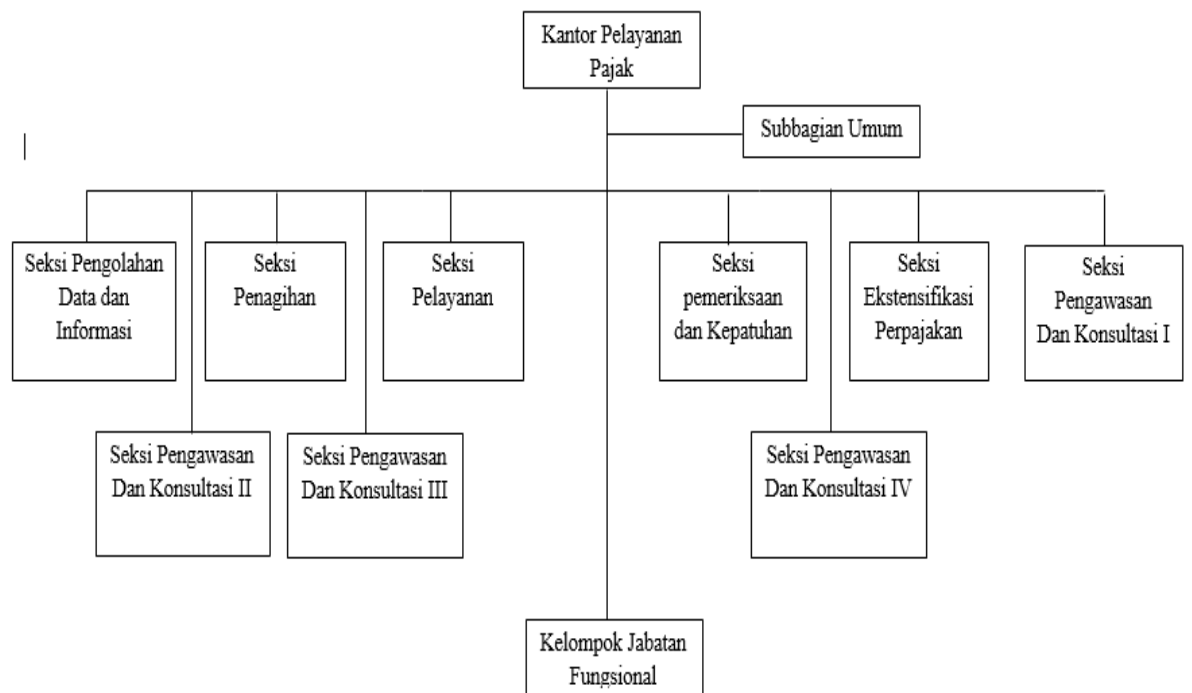 Kantor Pelayanan
Pajak
Subbagian Umum
Seksi Pengolahan
Data dan
Informasi
Seksi
Penagihan
Seksi
Pelayanan
Seksi
pemeriksaan
dan Kepatuhan
Seksi
Ekstensifikasi
Perpajakan
Seksi
Pengawasan
Dan Konsultasi I
Seksi Pengawasan
Dan Konsultasi II
Seksi Pengawasan
Dan Konsultasi III
Seksi Pengawasan
Dan Konsultasi IV
Kelompok Jabatan
Fungsional